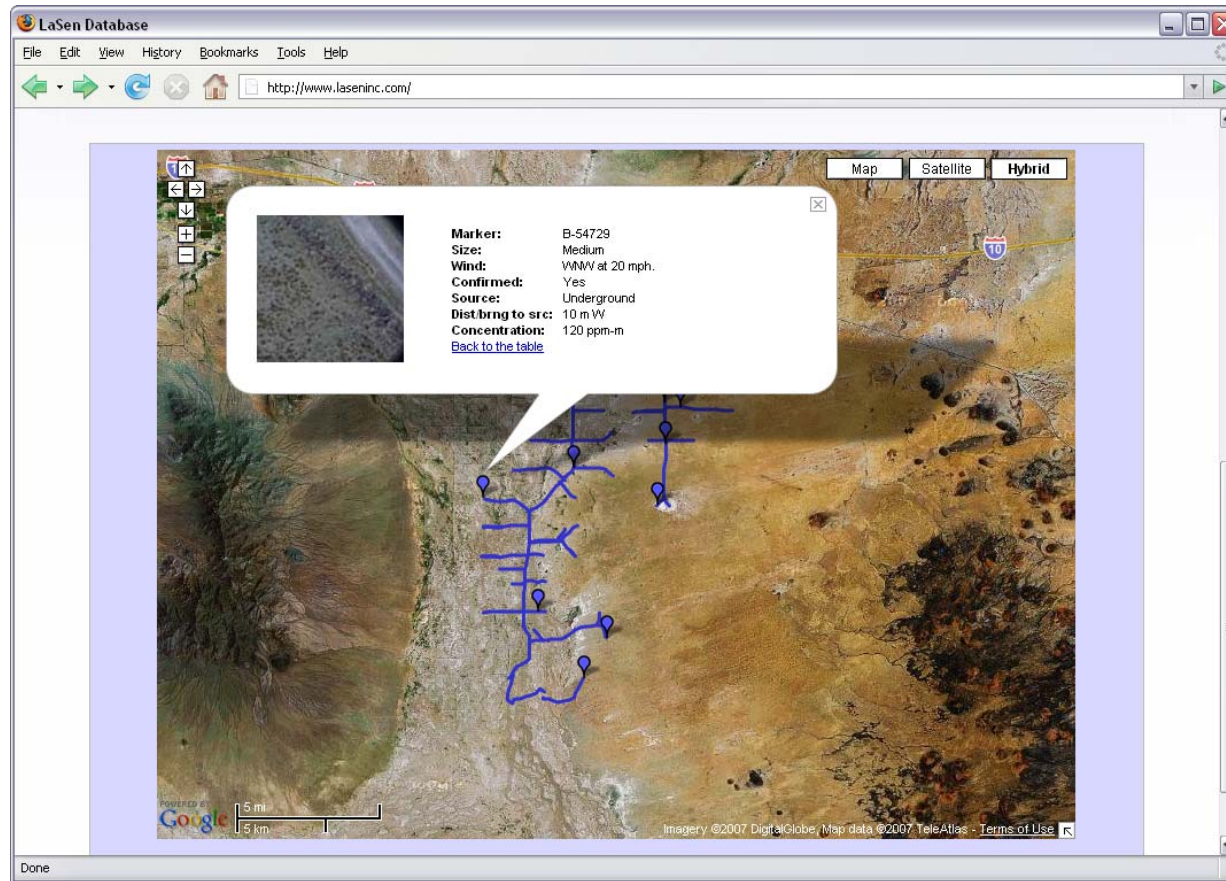 LaSen Database
File Edit View History Bookmarks Tools Help
http://www.laseninc.com/
Map Satellite Hybrid
10
Marker: B-54729
Size: Medium
Wind: WNW at 20 mph.
Confirmed: Yes
Source: Underground
Dist/brng to src: 10 m W
Concentration: 120 ppm-m
Back to the table
POWERED BY
Google
5 mi
5 km
Imagery ©2007 DigitalGlobe, Map data ©2007 TeleAtlas - Terms of Use
Done